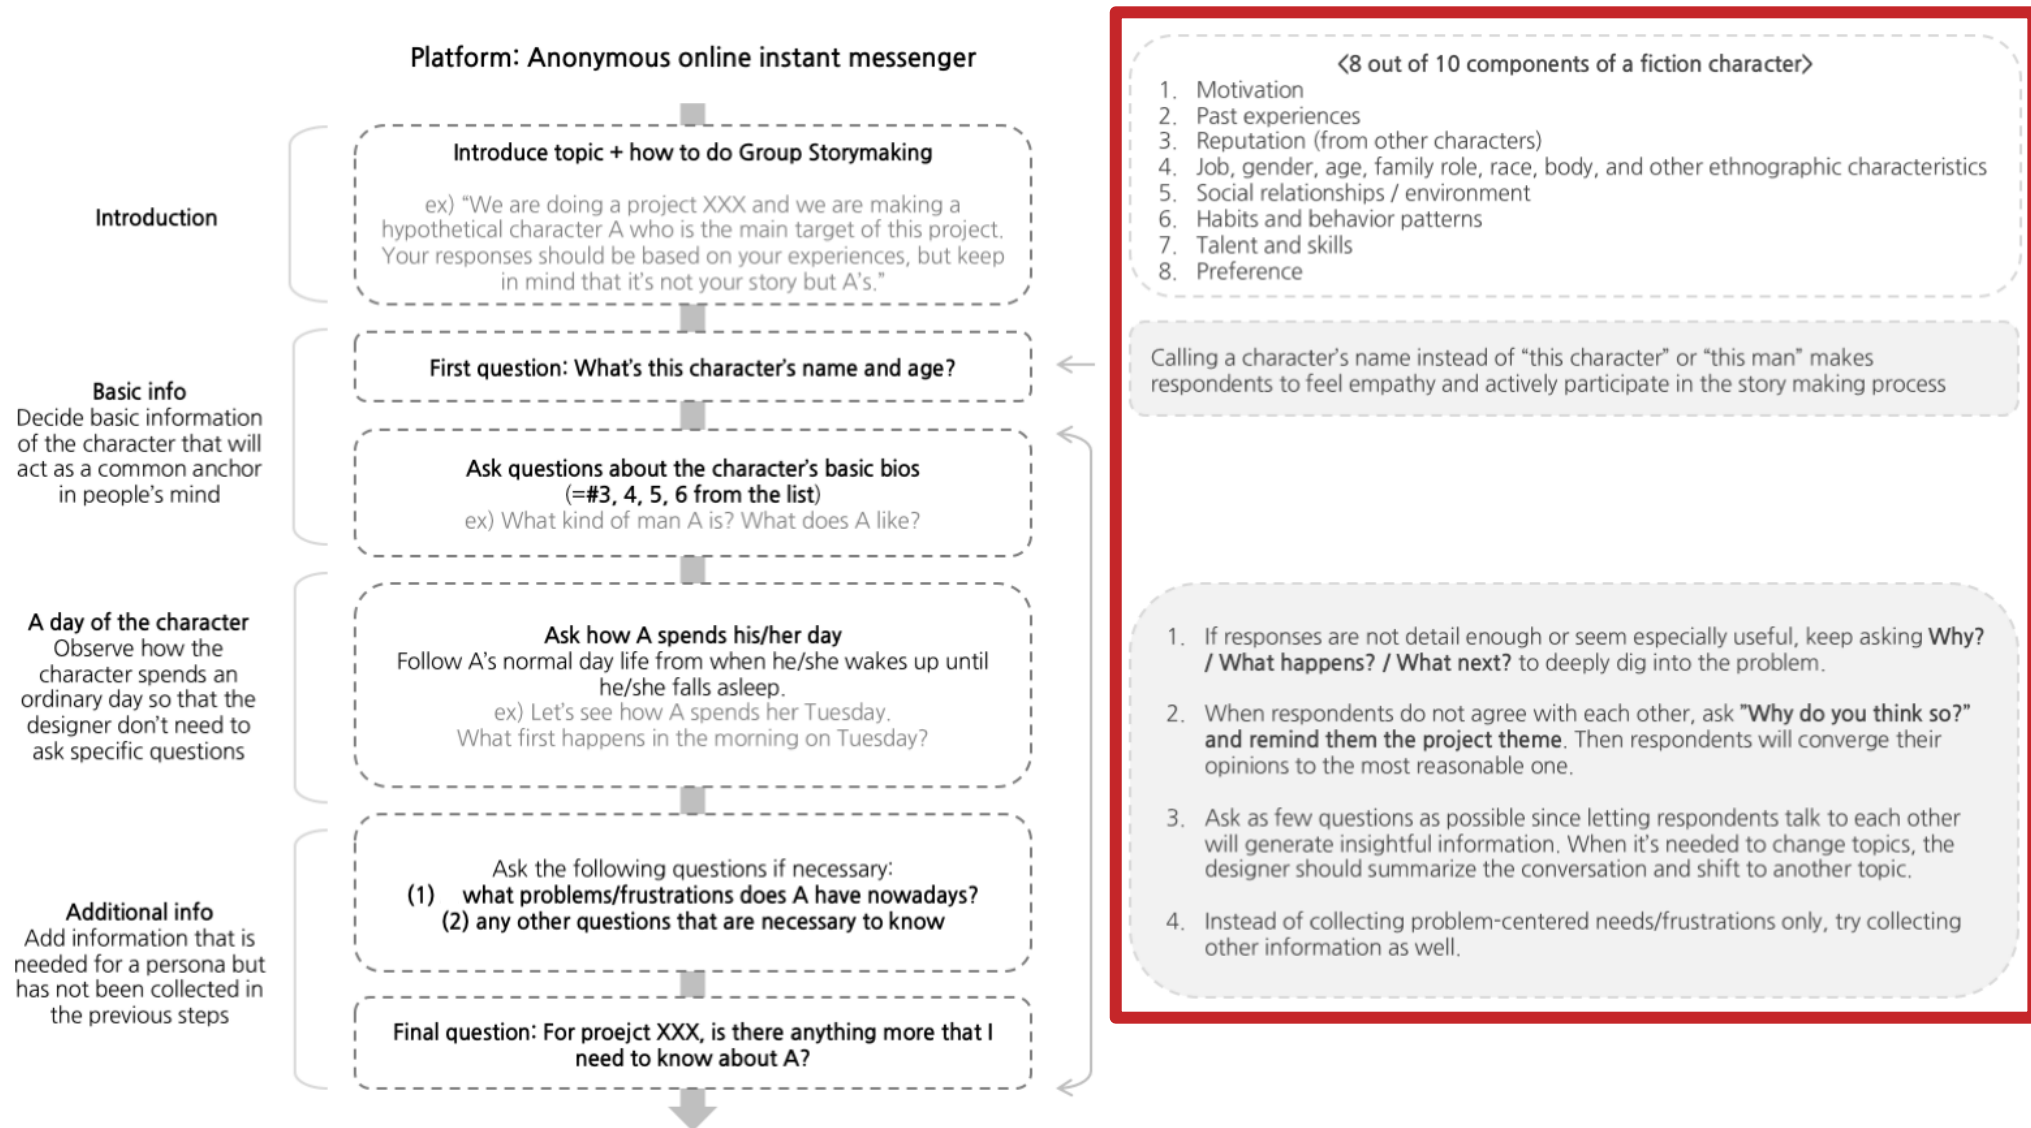 Platform: Anonymous online instant messenger
Introduction
Introduce topic + how to do Group Storymaking
ex) “We are doing a project XXX and we are making a
hypothetical character A who is the main target of this project.
Your responses should be based on your experiences, but keep
in mind that it’s not your story but A’s.”
Basic info
Decide basic information
of the character that will
act as a common anchor
in people’s mind
First question: What’s this character’s name and age?
Ask questions about the character’s basic bios
(=#3, 4, 5, 6 from the list)
ex) What kind of man A is? What does A like?
A day of the character
Observe how the
character spends an
ordinary day so that the
designer don’t need to
ask specific questions
Ask how A spends his/her day
Follow A’s normal day life from when he/she wakes up until
he/she falls asleep.
ex) Let’s see how A spends her Tuesday.
What first happens in the morning on Tuesday?
Additional info
Add information that is
needed for a persona but
has not been collected in
the previous steps
Ask the following questions if necessary:
(1) what problems/frustrations does A have nowadays?
(2) any other questions that are necessary to know
Final question: For proejct XXX, is there anything more that I
need to know about A?
<8 out of 10 components of a fiction character>
1. Motivation
2. Past experiences
3. Reputation (from other characters)
4. Job, gender, age, family role, race, body, and other ethnographic characteristics
5. Social relationships / environment
6. Habits and behavior patterns
7. Talent and skills
8. Preference
Calling a character’s name instead of “this character” or “this man” makes
respondents to feel empathy and actively participate in the story making process
1. If responses are not detail enough or seem especially useful, keep asking Why?
/ What happens? / What next? to deeply dig into the problem.
2. When respondents do not agree with each other, ask ”Why do you think so?”
and remind them the project theme. Then respondents will converge their
opinions to the most reasonable one.
3. Ask as few questions as possible since letting respondents talk to each other
will generate insightful information. When it’s needed to change topics, the
designer should summarize the conversation and shift to another topic.
4. Instead of collecting problem-centered needs/frustrations only, try collecting
other information as well.